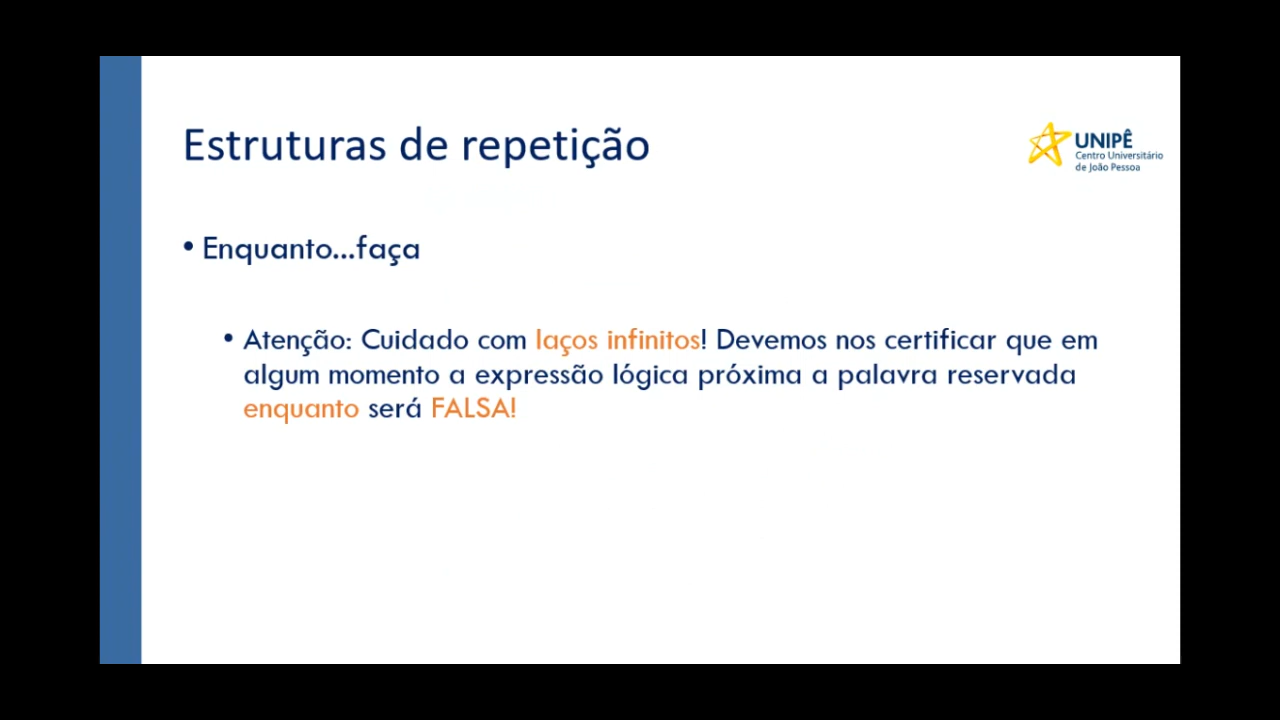 Estruturas de repetição
UNIPÊ
Centro Universitário
de João Pessoa
• Enquanto...faça
• Atenção: Cuidado com laços infinitos! Devemos nos certificar que em
algum momento a expressão lógica próxima a palavra reservada
enquanto será FALSA!